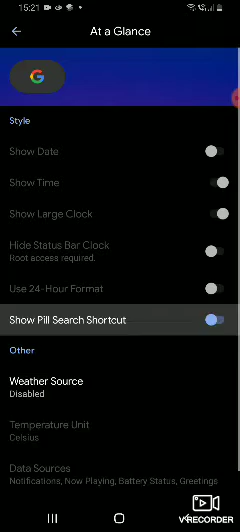 15:21
At a Glance
G
Style
Show Date
Show Time
Show Large Clock
Hide Status Bar Clock
Root access required.
Use 24-Hour Format
Show Pill Search Shortcut
Other
Weather Source
Disabled
Temperature Unit
Celsius
Data Sources
Notifications, Now Playing, Battery Status, Greetings
VRECORDER